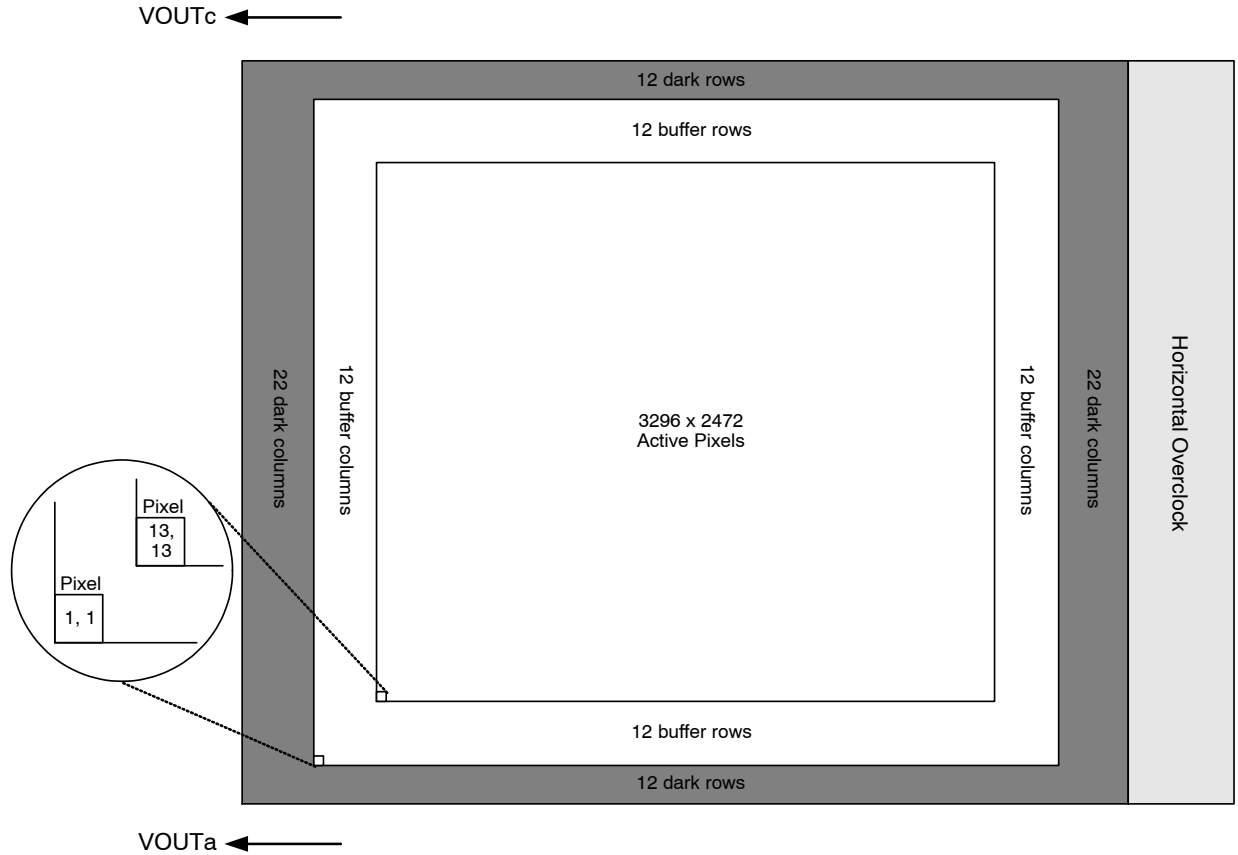 VOUTc
12 dark rows
12 buffer rows
22 dark columns
12 buffer columns
3296 x 2472
Active Pixels
12 buffer columns
22 dark columns
Horizontal Overclock
Pixel
13,
13
Pixel
1, 1
12 buffer rows
12 dark rows
VOUTa